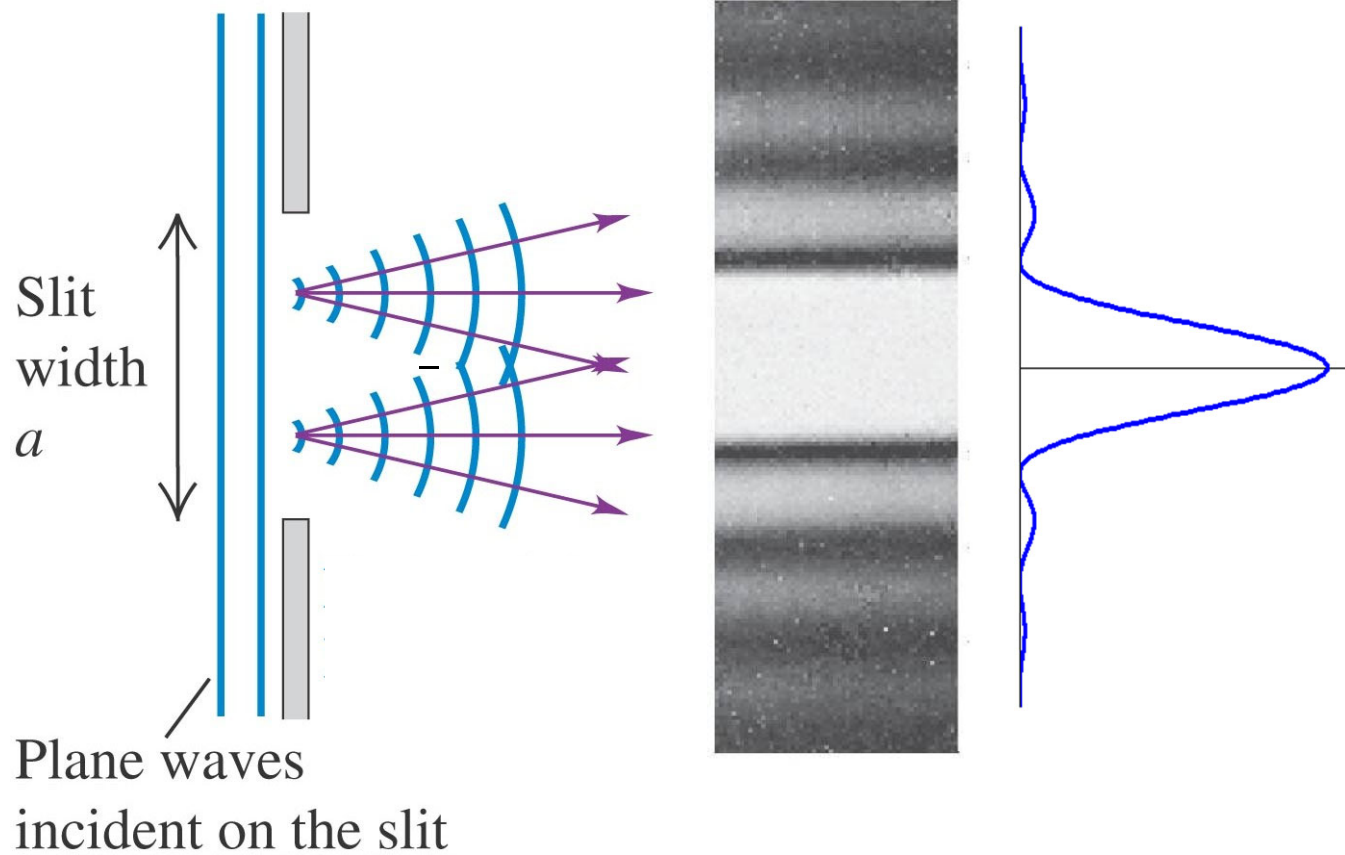 Slit
width
a
Plane waves
incident on the slit